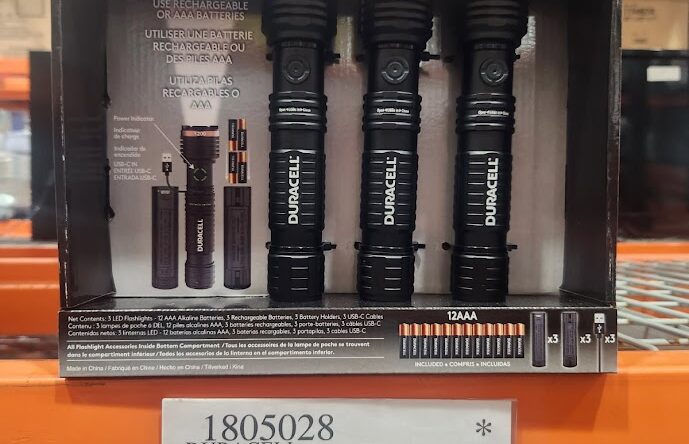 USE RECHARGEABLE
OR AAA BATTERIES
UTILISER UNE BATTERIE
RECHARGEABLE OU
DES PILES AAA
UTILIZA PILAS
RECARGABLES O
AAA
Power Indicator
Indicateur
de charge
Indicador de
encendido
USB-C IN
ENTRÉE USB-C
ENTRADA USB-C
1200
DURACELL
DURACELL
DURACELL
DURACELL
Net Contents: 3 LED Flashlights - 12 AAA Alkaline Batteries, 3 Rechargeable Batteries, 3 Battery Holders, 3 USB-C Cables
Contenu : 3 lampes de poche à DEL, 12 piles alcalines AAA, 3 batteries rechargeables, 3 porte-batteries, 3 câbles USB-C
Contenidos netos: 3 linternas LED - 12 baterías alcalinas AAA, 3 baterías recargables, 3 portapilas, 3 cables USB-C
All Flashlight Accessories Inside Bottom Compartment / Tous les accessoires de la lampe de poche se trouvent
dans le compartiment inférieur / Todos los accesorios de la linterna en el compartimento inferior.
Made in China / Fabriqué en Chine / Hecho en China / Tillverkad i Kina
12AAA
INCLUDED • COMPRIS • INCLUIDAS
x3
x3
x3
1805028 *
DURACELL